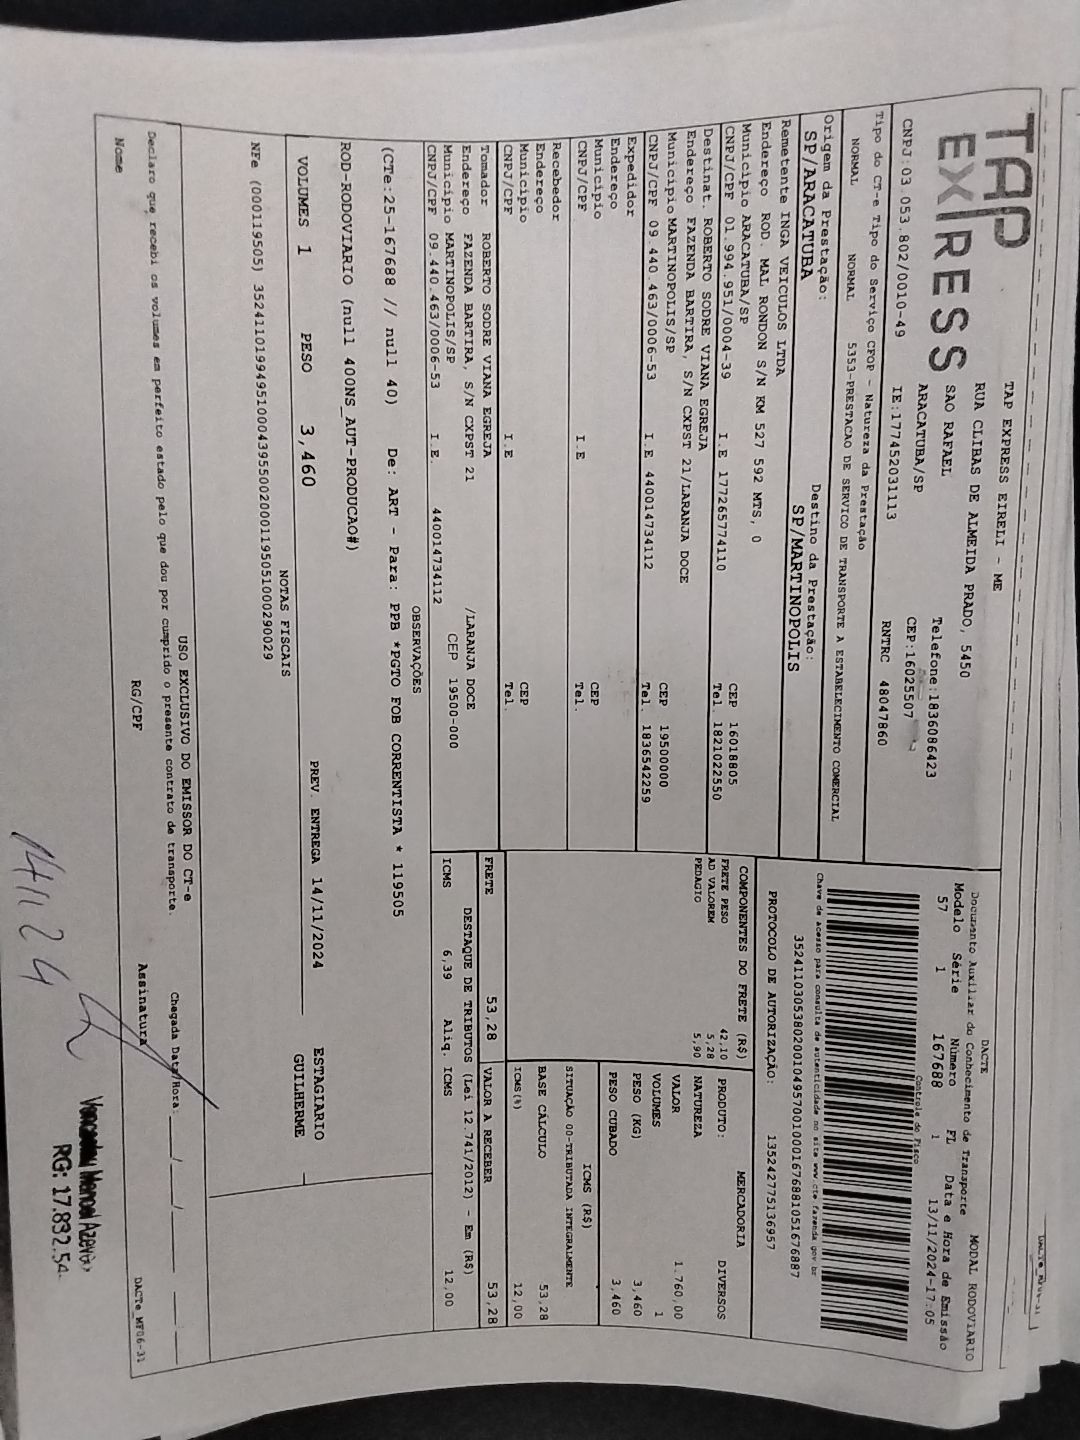 TAP
EXPRESS
TAP EXPRESS EIRELI - ME
RUA CLIBAS DE ALMEIDA PRADO, 5450
SAO RAFAEL
ARACATUBA/SP
Telefone:1836086423
CEP:16025507
CNPJ:03.053.802/0010-49
IE:177452031113
RNTRC 48047860
DACTE
MODAL RODOVIARIO
Documento Auxiliar do Conhecimento de Transporte
Modelo Série Número FL Data e Hora de Emissão
57 1 167688 1 13/11/2024-17:05
Controle do Fisco
Chave de acesso para consulta de autenticidade no site www.cte.fazenda.gov.br
35241103053802001049570010001676881051676887
PROTOCOLO DE AUTORIZAÇÃO: 135242775136957
Tipo do CT-e Tipo do Serviço CFOP - Natureza da Prestação
NORMAL NORMAL 5353-PRESTACAO DE SERVICO DE TRANSPORTE A ESTABELECIMENTO COMERCIAL
Origem da Prestação: Destino da Prestação:
SP/ARACATUBA SP/MARTINOPOLIS
Remetente INGA VEICULOS LTDA
Endereço ROD. MAL RONDON S/N KM 527 592 MTS, 0
Município ARACATUBA/SP CEP 16018805
CNPJ/CPF 01.994.951/0004-39 I.E 177265774110 Tel. 1821022550
Destinat. ROBERTO SODRE VIANA EGREJA
Endereço FAZENDA BARTIRA, S/N CXPST 21/LARANJA DOCE
Município MARTINOPOLIS/SP CEP 19500000
CNPJ/CPF 09.440.463/0006-53 I.E 440014734112 Tel. 1836542259
Expedidor
Endereço
Município CEP
CNPJ/CPF I.E Tel.
Recebedor
Endereço
Município CEP
CNPJ/CPF I.E Tel.
Tomador ROBERTO SODRE VIANA EGREJA
Endereço FAZENDA BARTIRA, S/N CXPST 21 /LARANJA DOCE
Município MARTINOPOLIS/SP CEP 19500-000
CNPJ/CPF 09.440.463/0006-53 I.E. 440014734112
COMPONENTES DO FRETE (R$)
FRETE PESO 42,10
AD VALOREM 5,28
PEDAGIO 5,90
MERCADORIA
PRODUTO: DIVERSOS
NATUREZA
VALOR 1.760,00
VOLUMES 1
PESO (KG) 3,460
PESO CUBADO 3,460
ICMS (R$)
SITUAÇÃO 00-TRIBUTADA INTEGRALMENTE
BASE CÁLCULO 53,28
ICMS(%) 12,00
FRETE 53,28 VALOR A RECEBER 53,28
DESTAQUE DE TRIBUTOS (Lei 12.741/2012) - Em (R$)
ICMS 6,39 Aliq. ICMS 12,00
OBSERVAÇÕES
(CTe:25-167688 // null 40) De: ART - Para: PPB *PGTO FOB CORRENTISTA * 119505
ROD-RODOVIARIO (null 400NS_AUT-PRODUCAO#)
VOLUMES 1 PESO 3,460 PREV. ENTREGA 14/11/2024
ESTAGIARIO
GUILHERME
NOTAS FISCAIS
NFe (000119505) 35241101994951000439550020001195051000290029
USO EXCLUSIVO DO EMISSOR DO CT-e
Declaro que recebi os volumes em perfeito estado pelo que dou por cumprido o presente contrato de transporte.
Chegada Data/Hora:
Nome RG/CPF Assinatura
DACTe_MF06-31
RG: 17.832.54